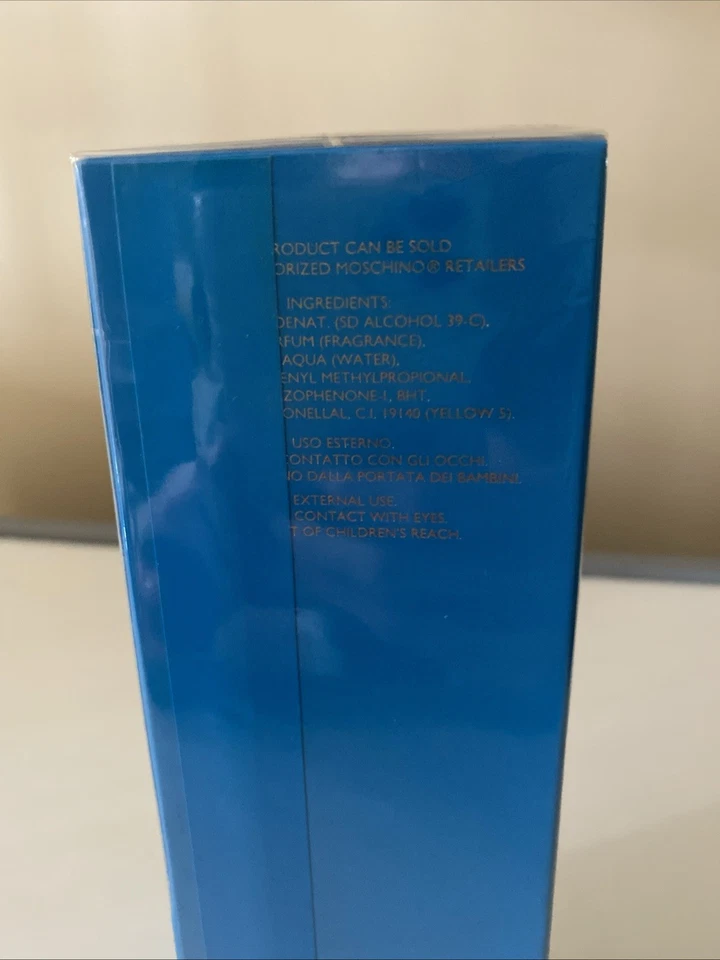 RODUCT CAN BE SOLD
ORIZED MOSCHINO® RETAILERS
INGREDIENTS:
DENAT. (SD ALCOHOL 39-C),
RFUM (FRAGRANCE),
AQUA (WATER),
ENYL METHYLPROPIONAL,
ZOPHENONE-1, BHT,
ONELLAL, C.I. 19140 (YELLOW 5).
USO ESTERNO.
CONTATTO CON GLI OCCHI.
NO DALLA PORTATA DEI BAMBINI.
EXTERNAL USE.
CONTACT WITH EYES.
T OF CHILDREN'S REACH.